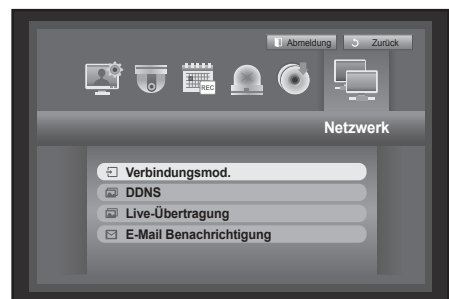 Abmeldung Zurück
REC
Netzwerk
Verbindungsmod.
DDNS
Live-Übertragung
E-Mail Benachrichtigung